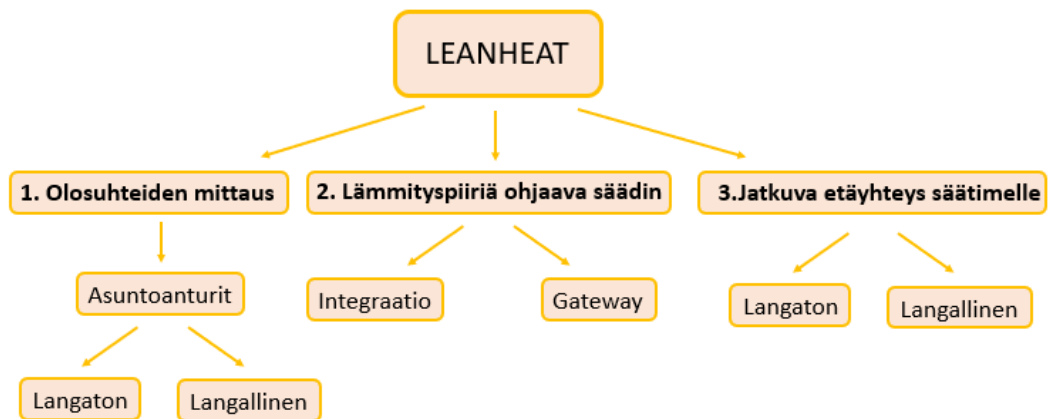 LEANHEAT
1. Olosuhteiden mittaus
2. Lämmityspiiriä ohjaava säädin
3.Jatkuva etäyhteys säätimelle
Asuntoanturit
Integraatio
Gateway
Langaton
Langallinen
Langaton
Langallinen